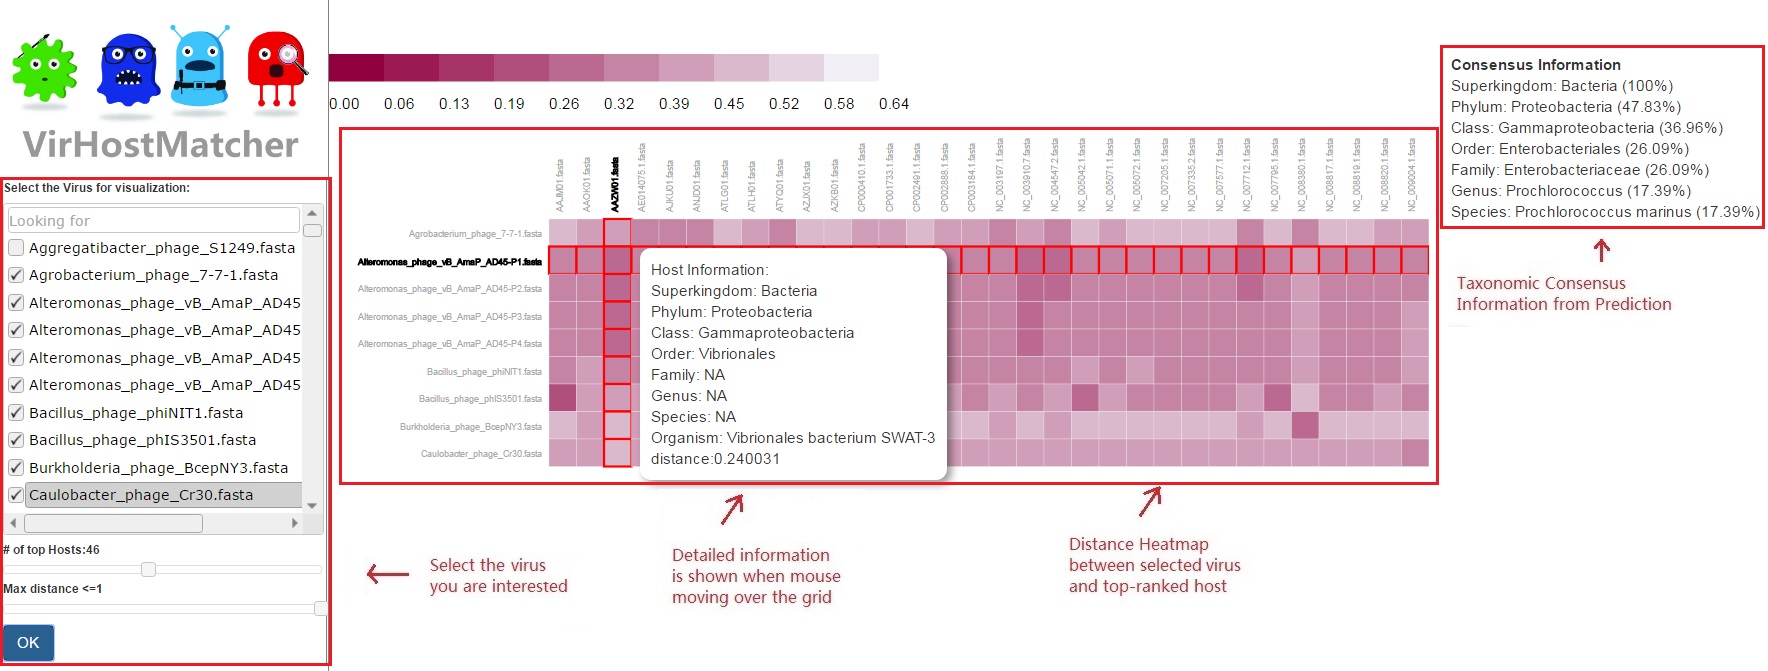 VirHostMatcher
Select the Virus for visualization:
Looking for
Aggregatibacter_phage_S1249.fasta
Agrobacterium_phage_7-7-1.fasta
Alteromonas_phage_vB_AmaP_AD45
Alteromonas_phage_vB_AmaP_AD45
Alteromonas_phage_vB_AmaP_AD45
Alteromonas_phage_vB_AmaP_AD45
Bacillus_phage_phiNIT1.fasta
Bacillus_phage_phIS3501.fasta
Burkholderia_phage_BcepNY3.fasta
Caulobacter_phage_Cr30.fasta
# of top Hosts:46
Max distance <=1
OK
0.00 0.06 0.13 0.19 0.26 0.32 0.39 0.45 0.52 0.58 0.64
AAJM01.fasta
AAOK01.fasta
AAZW01.fasta
AE014075.1.fasta
AJKU01.fasta
ANJD01.fasta
ATLG01.fasta
ATLH01.fasta
ATYQ01.fasta
AZJX01.fasta
AZKB01.fasta
CP000410.1.fasta
CP001733.1.fasta
CP002491.1.fasta
CP002888.1.fasta
CP003184.1.fasta
NC_003197.1.fasta
NC_003910.7.fasta
NC_004547.2.fasta
NC_005042.1.fasta
NC_005071.1.fasta
NC_005072.1.fasta
NC_007205.1.fasta
NC_007335.2.fasta
NC_007577.1.fasta
NC_007712.1.fasta
NC_007795.1.fasta
NC_008380.1.fasta
NC_008817.1.fasta
NC_008819.1.fasta
NC_008820.1.fasta
NC_009004.1.fasta
Agrobacterium_phage_7-7-1.fasta
Alteromonas_phage_vB_AmaP_AD45-P1.fasta
Alteromonas_phage_vB_AmaP_AD45-P2.fasta
Alteromonas_phage_vB_AmaP_AD45-P3.fasta
Alteromonas_phage_vB_AmaP_AD45-P4.fasta
Bacillus_phage_phiNIT1.fasta
Bacillus_phage_phIS3501.fasta
Burkholderia_phage_BcepNY3.fasta
Caulobacter_phage_Cr30.fasta
Host Information:
Superkingdom: Bacteria
Phylum: Proteobacteria
Class: Gammaproteobacteria
Order: Vibrionales
Family: NA
Genus: NA
Species: NA
Organism: Vibrionales bacterium SWAT-3
distance:0.240031
Consensus Information
Superkingdom: Bacteria (100%)
Phylum: Proteobacteria (47.83%)
Class: Gammaproteobacteria (36.96%)
Order: Enterobacteriales (26.09%)
Family: Enterobacteriaceae (26.09%)
Genus: Prochlorococcus (17.39%)
Species: Prochlorococcus marinus (17.39%)
Taxonomic Consensus
Information from Prediction
Select the virus
you are interested
Detailed information
is shown when mouse
moving over the grid
Distance Heatmap
between selected virus
and top-ranked host